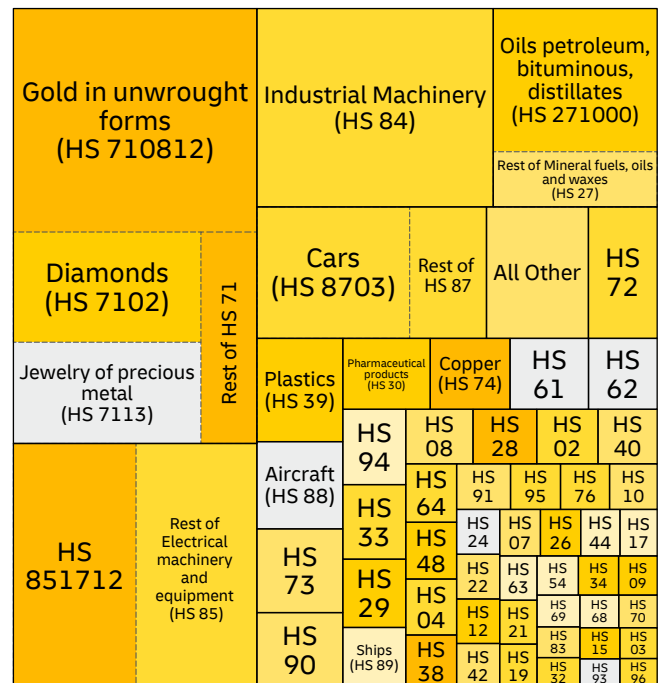 Gold in unwrought
forms
(HS 710812)
Industrial Machinery
(HS 84)
Oils petroleum,
bituminous,
distillates
(HS 271000)
Rest of Mineral fuels, oils
and waxes
(HS 27)
Diamonds
(HS 7102)
Rest of HS 71
Jewelry of precious
metal
(HS 7113)
Cars
(HS 8703)
Rest of
HS 87
All Other
HS
72
Plastics
(HS 39)
Pharmaceutical
products
(HS 30)
Copper
(HS 74)
HS
61
HS
62
HS
851712
Rest of
Electrical
machinery
and
equipment
(HS 85)
Aircraft
(HS 88)
HS
73
HS
90
HS
94
HS
33
HS
29
Ships
(HS 89)
HS
08
HS
28
HS
02
HS
40
HS
64
HS
48
HS
04
HS
38
HS
91
HS
95
HS
76
HS
10
HS
24
HS
07
HS
26
HS
44
HS
17
HS
22
HS
63
HS
54
HS
34
HS
09
HS
12
HS
21
HS
69
HS
68
HS
70
HS
42
HS
19
HS
83
HS
15
HS
03
HS
32
HS
93
HS
96